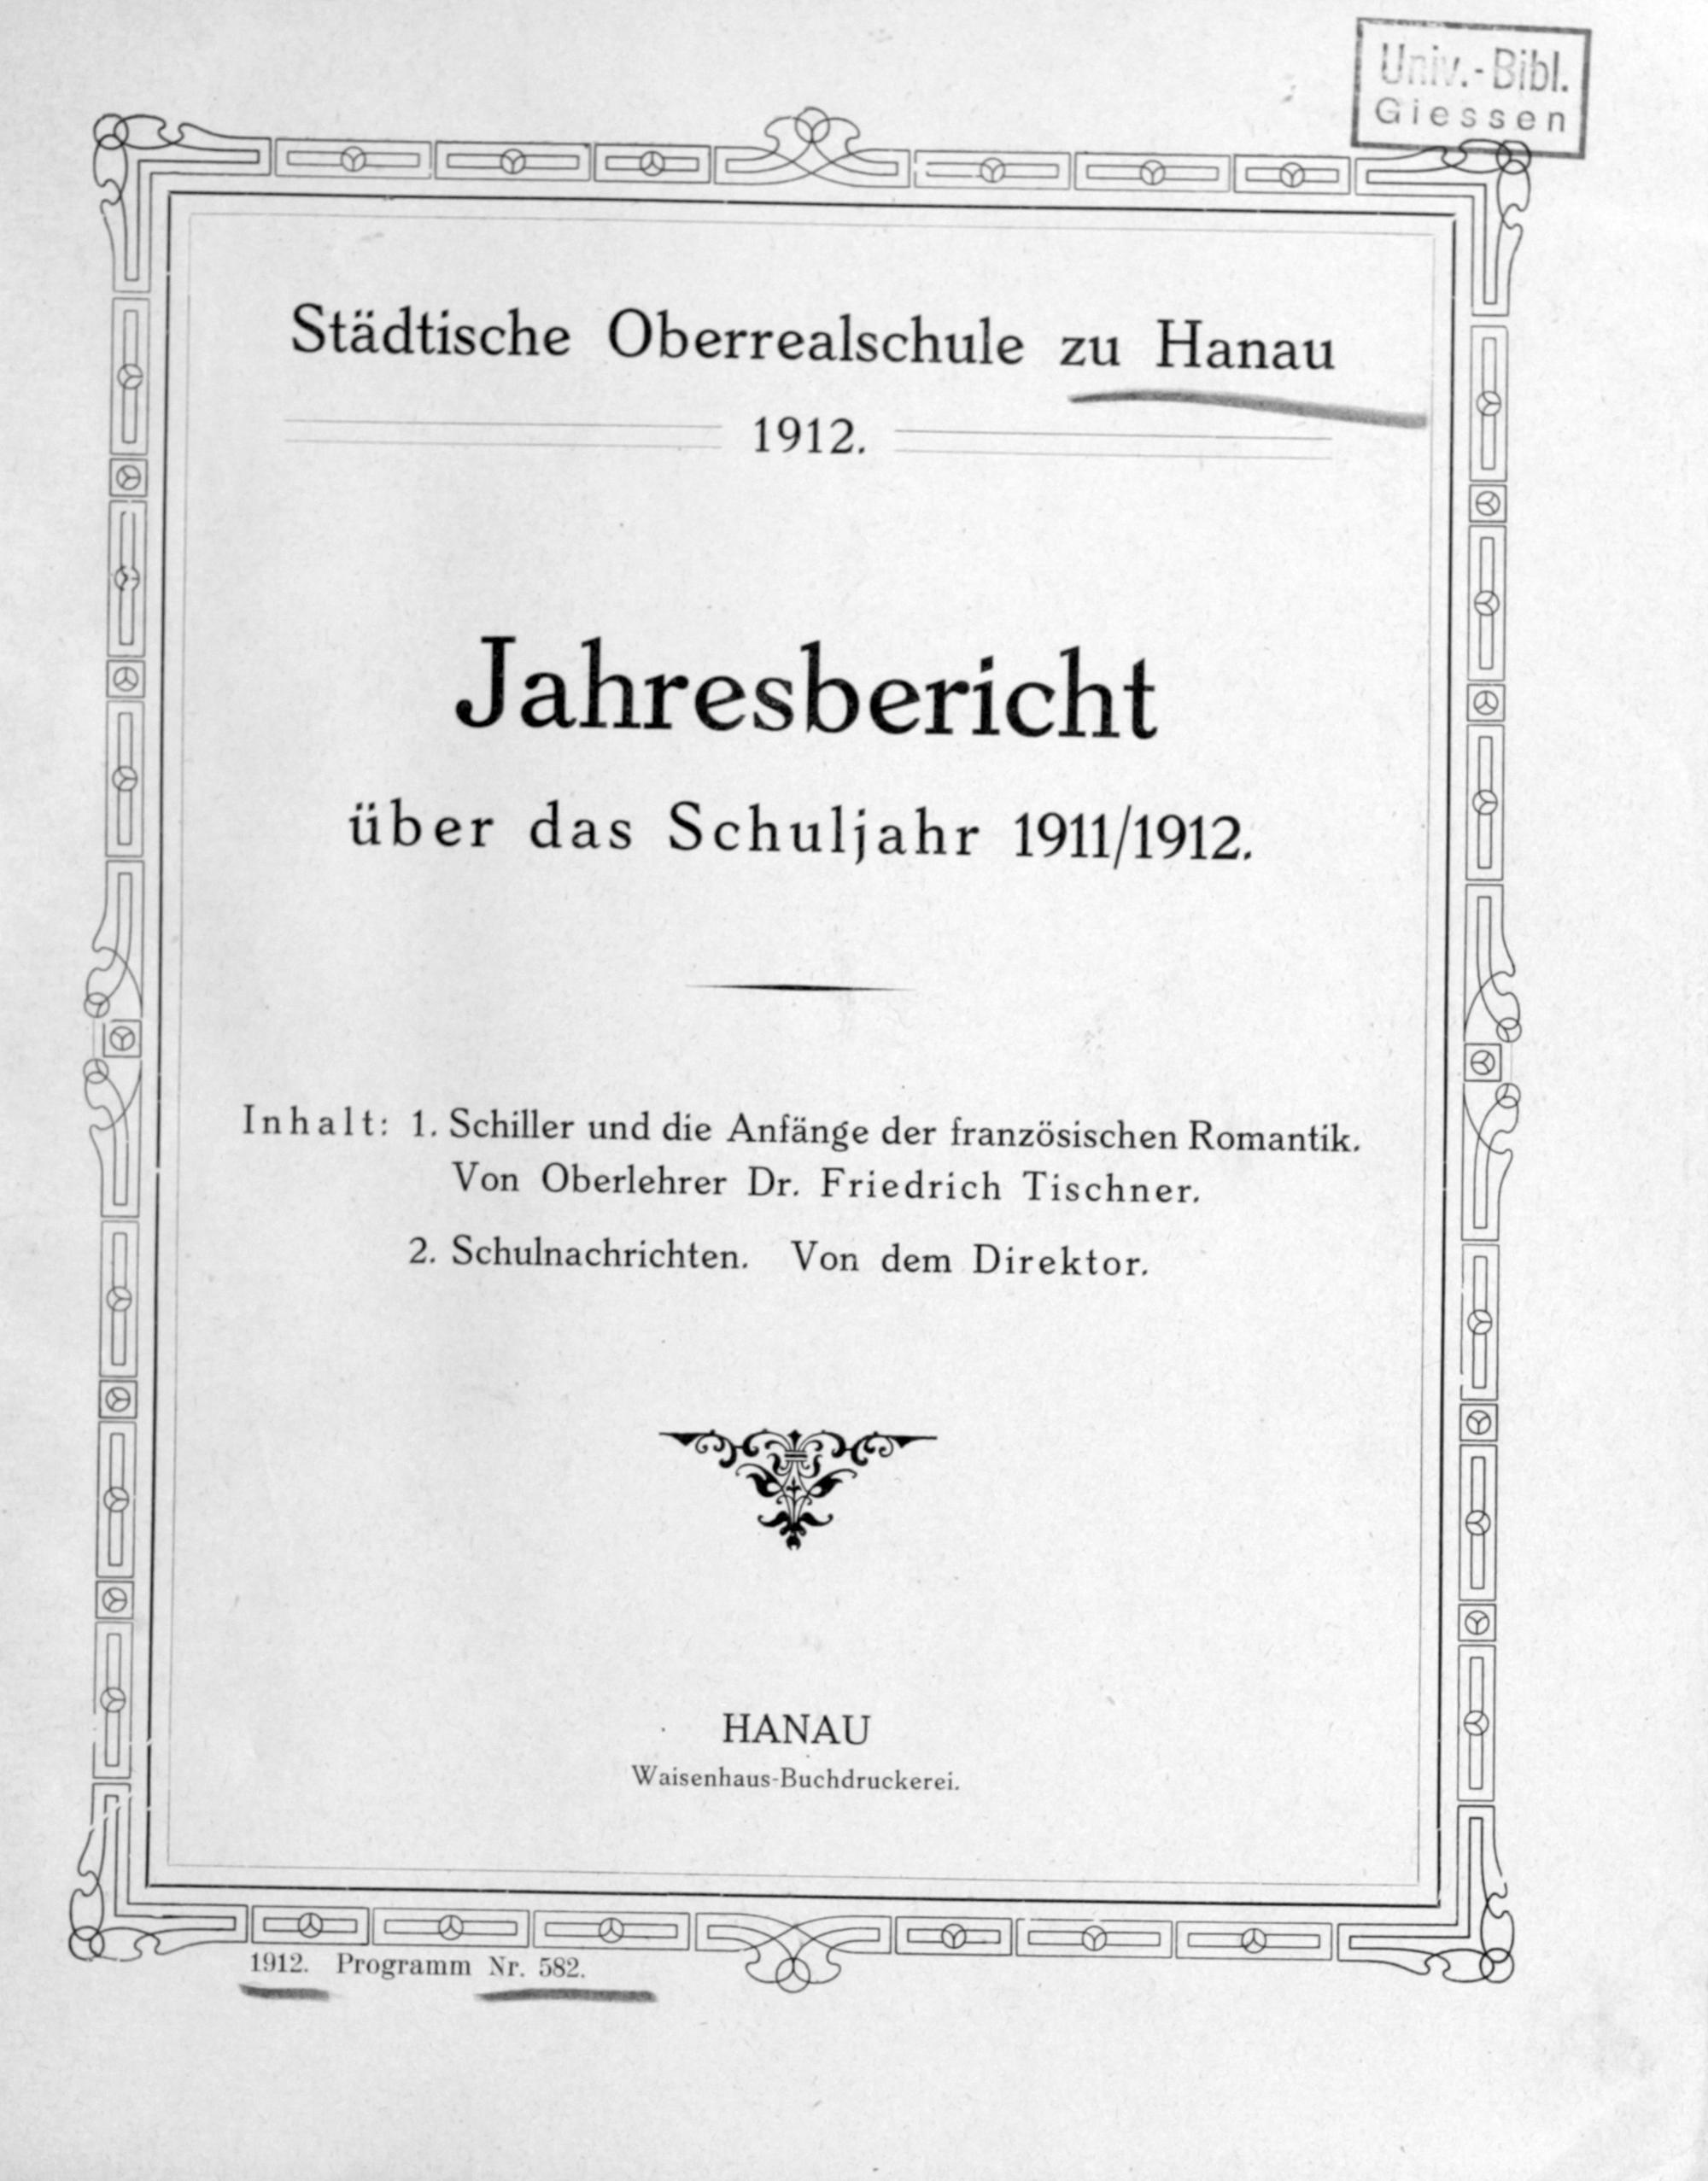 Univ.-Bibl.
Giessen
Städtische Oberrealschule zu Hanau
1912.
Jahresbericht
über das Schuljahr 1911/1912.
Inhalt: 1. Schiller und die Anfänge der französischen Romantik.
Von Oberlehrer Dr. Friedrich Tischner.
2. Schulnachrichten. Von dem Direktor.
HANAU
Waisenhaus-Buchdruckerei.
1912. Programm Nr. 582.